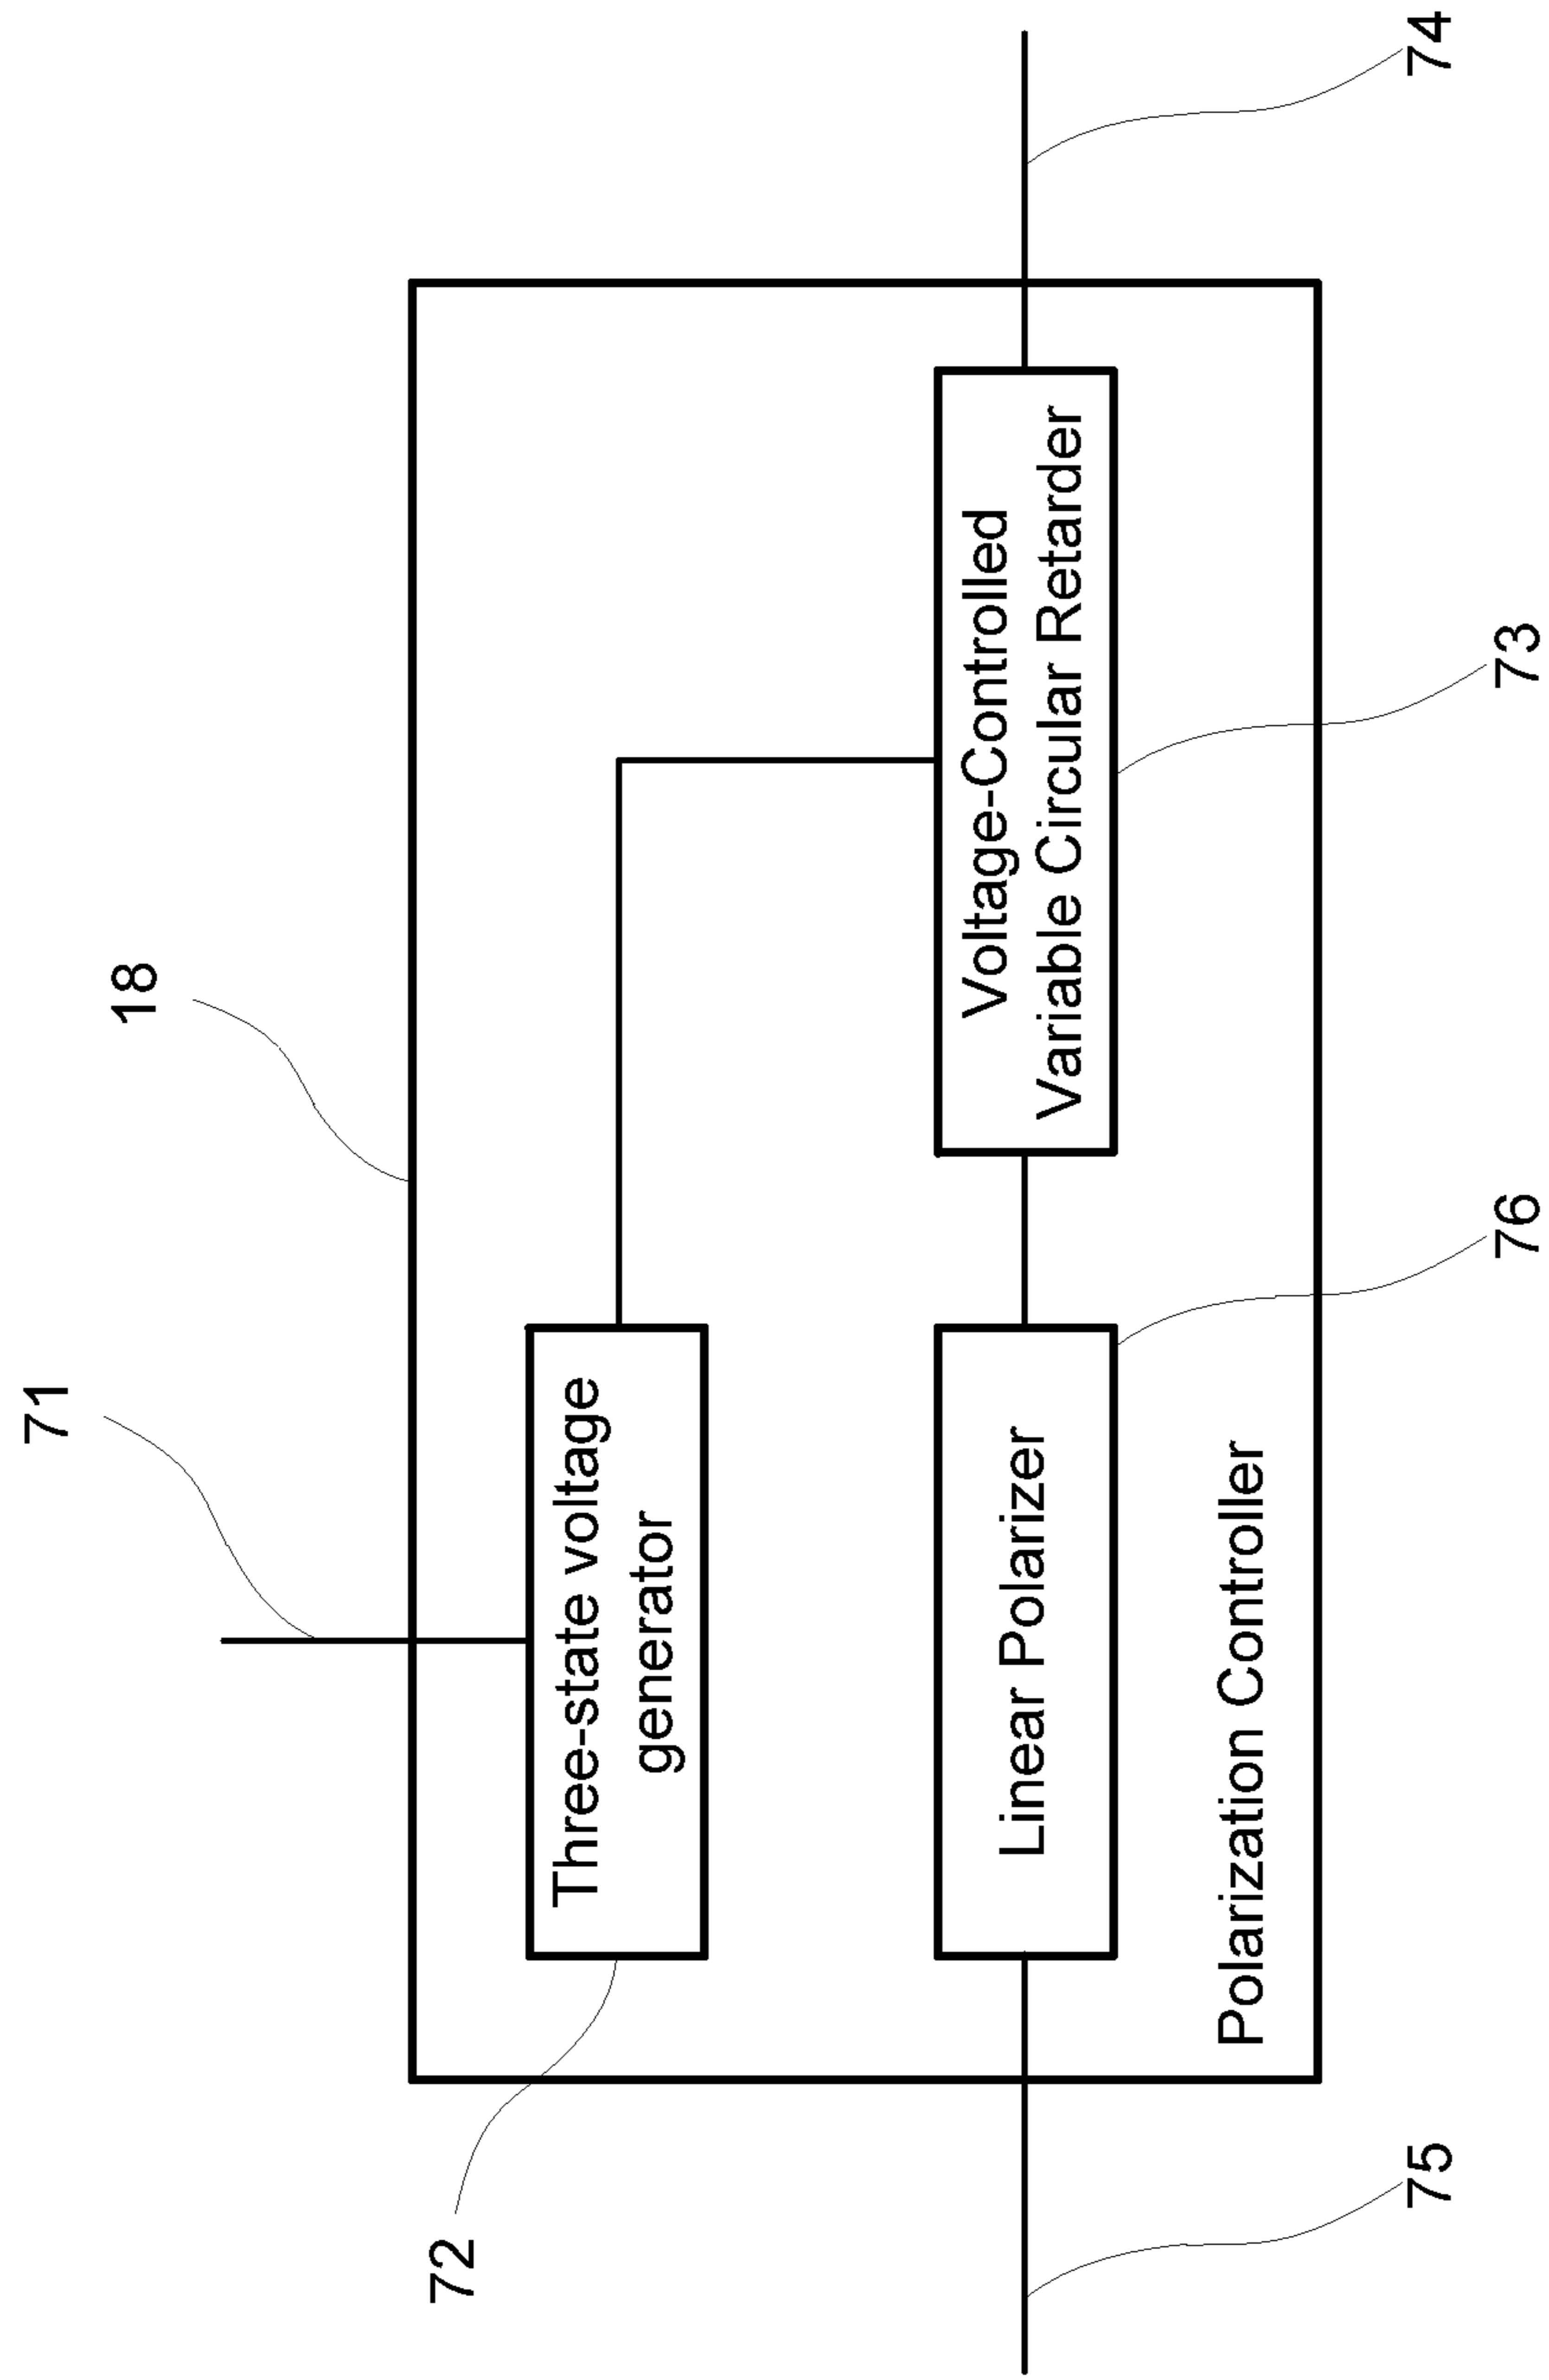 71
18
72
Three-state voltage
generator
Voltage-Controlled
Variable Circular Retarder
Linear Polarizer
Polarization Controller
75
76
73
74